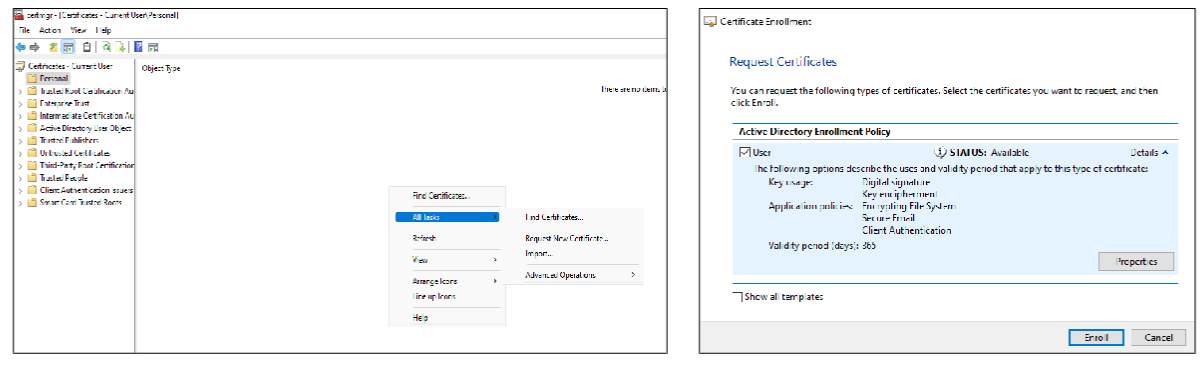 certmgr - [Certificates - Current User\Personal]
File Action View Help
Certificates - Current User
Personal
Trusted Root Certification Au
Enterprise Trust
Intermediate Certification Au
Active Directory User Object
Trusted Publishers
Untrusted Certificates
Third-Party Root Certification
Trusted People
Client Authentication Issuers
Smart Card Trusted Roots
Object Type
There are no items to
Find Certificates...
All Tasks
Refresh
View
Arrange Icons
Line up Icons
Help
Find Certificates...
Request New Certificate...
Import...
Advanced Operations
Certificate Enrollment
Request Certificates
You can request the following types of certificates. Select the certificates you want to request, and then
click Enroll.
Active Directory Enrollment Policy
User STATUS: Available Details
The following options describe the uses and validity period that apply to this type of certificate:
Key usage: Digital signature
Key encipherment
Application policies: Encrypting File System
Secure Email
Client Authentication
Validity period (days): 365
Properties
Show all templates
Enroll Cancel